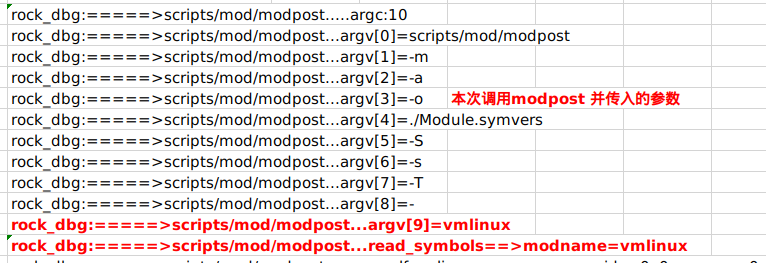 rock_dbg:=====>scripts/mod/modpost.....argc:10
rock_dbg:=====>scripts/mod/modpost...argv[0]=scripts/mod/modpost
rock_dbg:=====>scripts/mod/modpost...argv[1]=-m
rock_dbg:=====>scripts/mod/modpost...argv[2]=-a
rock_dbg:=====>scripts/mod/modpost...argv[3]=-o 本次调用modpost 并传入的参数
rock_dbg:=====>scripts/mod/modpost...argv[4]=./Module.symvers
rock_dbg:=====>scripts/mod/modpost...argv[5]=-S
rock_dbg:=====>scripts/mod/modpost...argv[6]=-s
rock_dbg:=====>scripts/mod/modpost...argv[7]=-T
rock_dbg:=====>scripts/mod/modpost...argv[8]=-
rock_dbg:=====>scripts/mod/modpost...argv[9]=vmlinux
rock_dbg:=====>scripts/mod/modpost...read_symbols==>modname=vmlinux